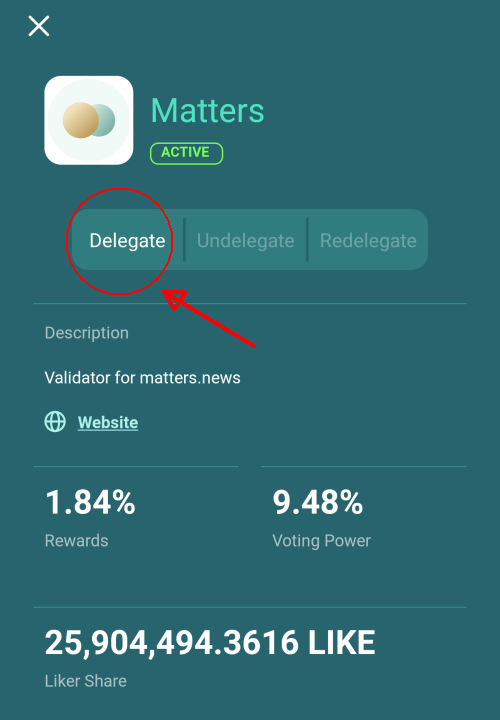 Matters
ACTIVE
Delegate Undelegate Redelegate
Description
Validator for matters.news
Website
1.84% 9.48%
Rewards Voting Power
25,904,494.3616 LIKE
Liker Share